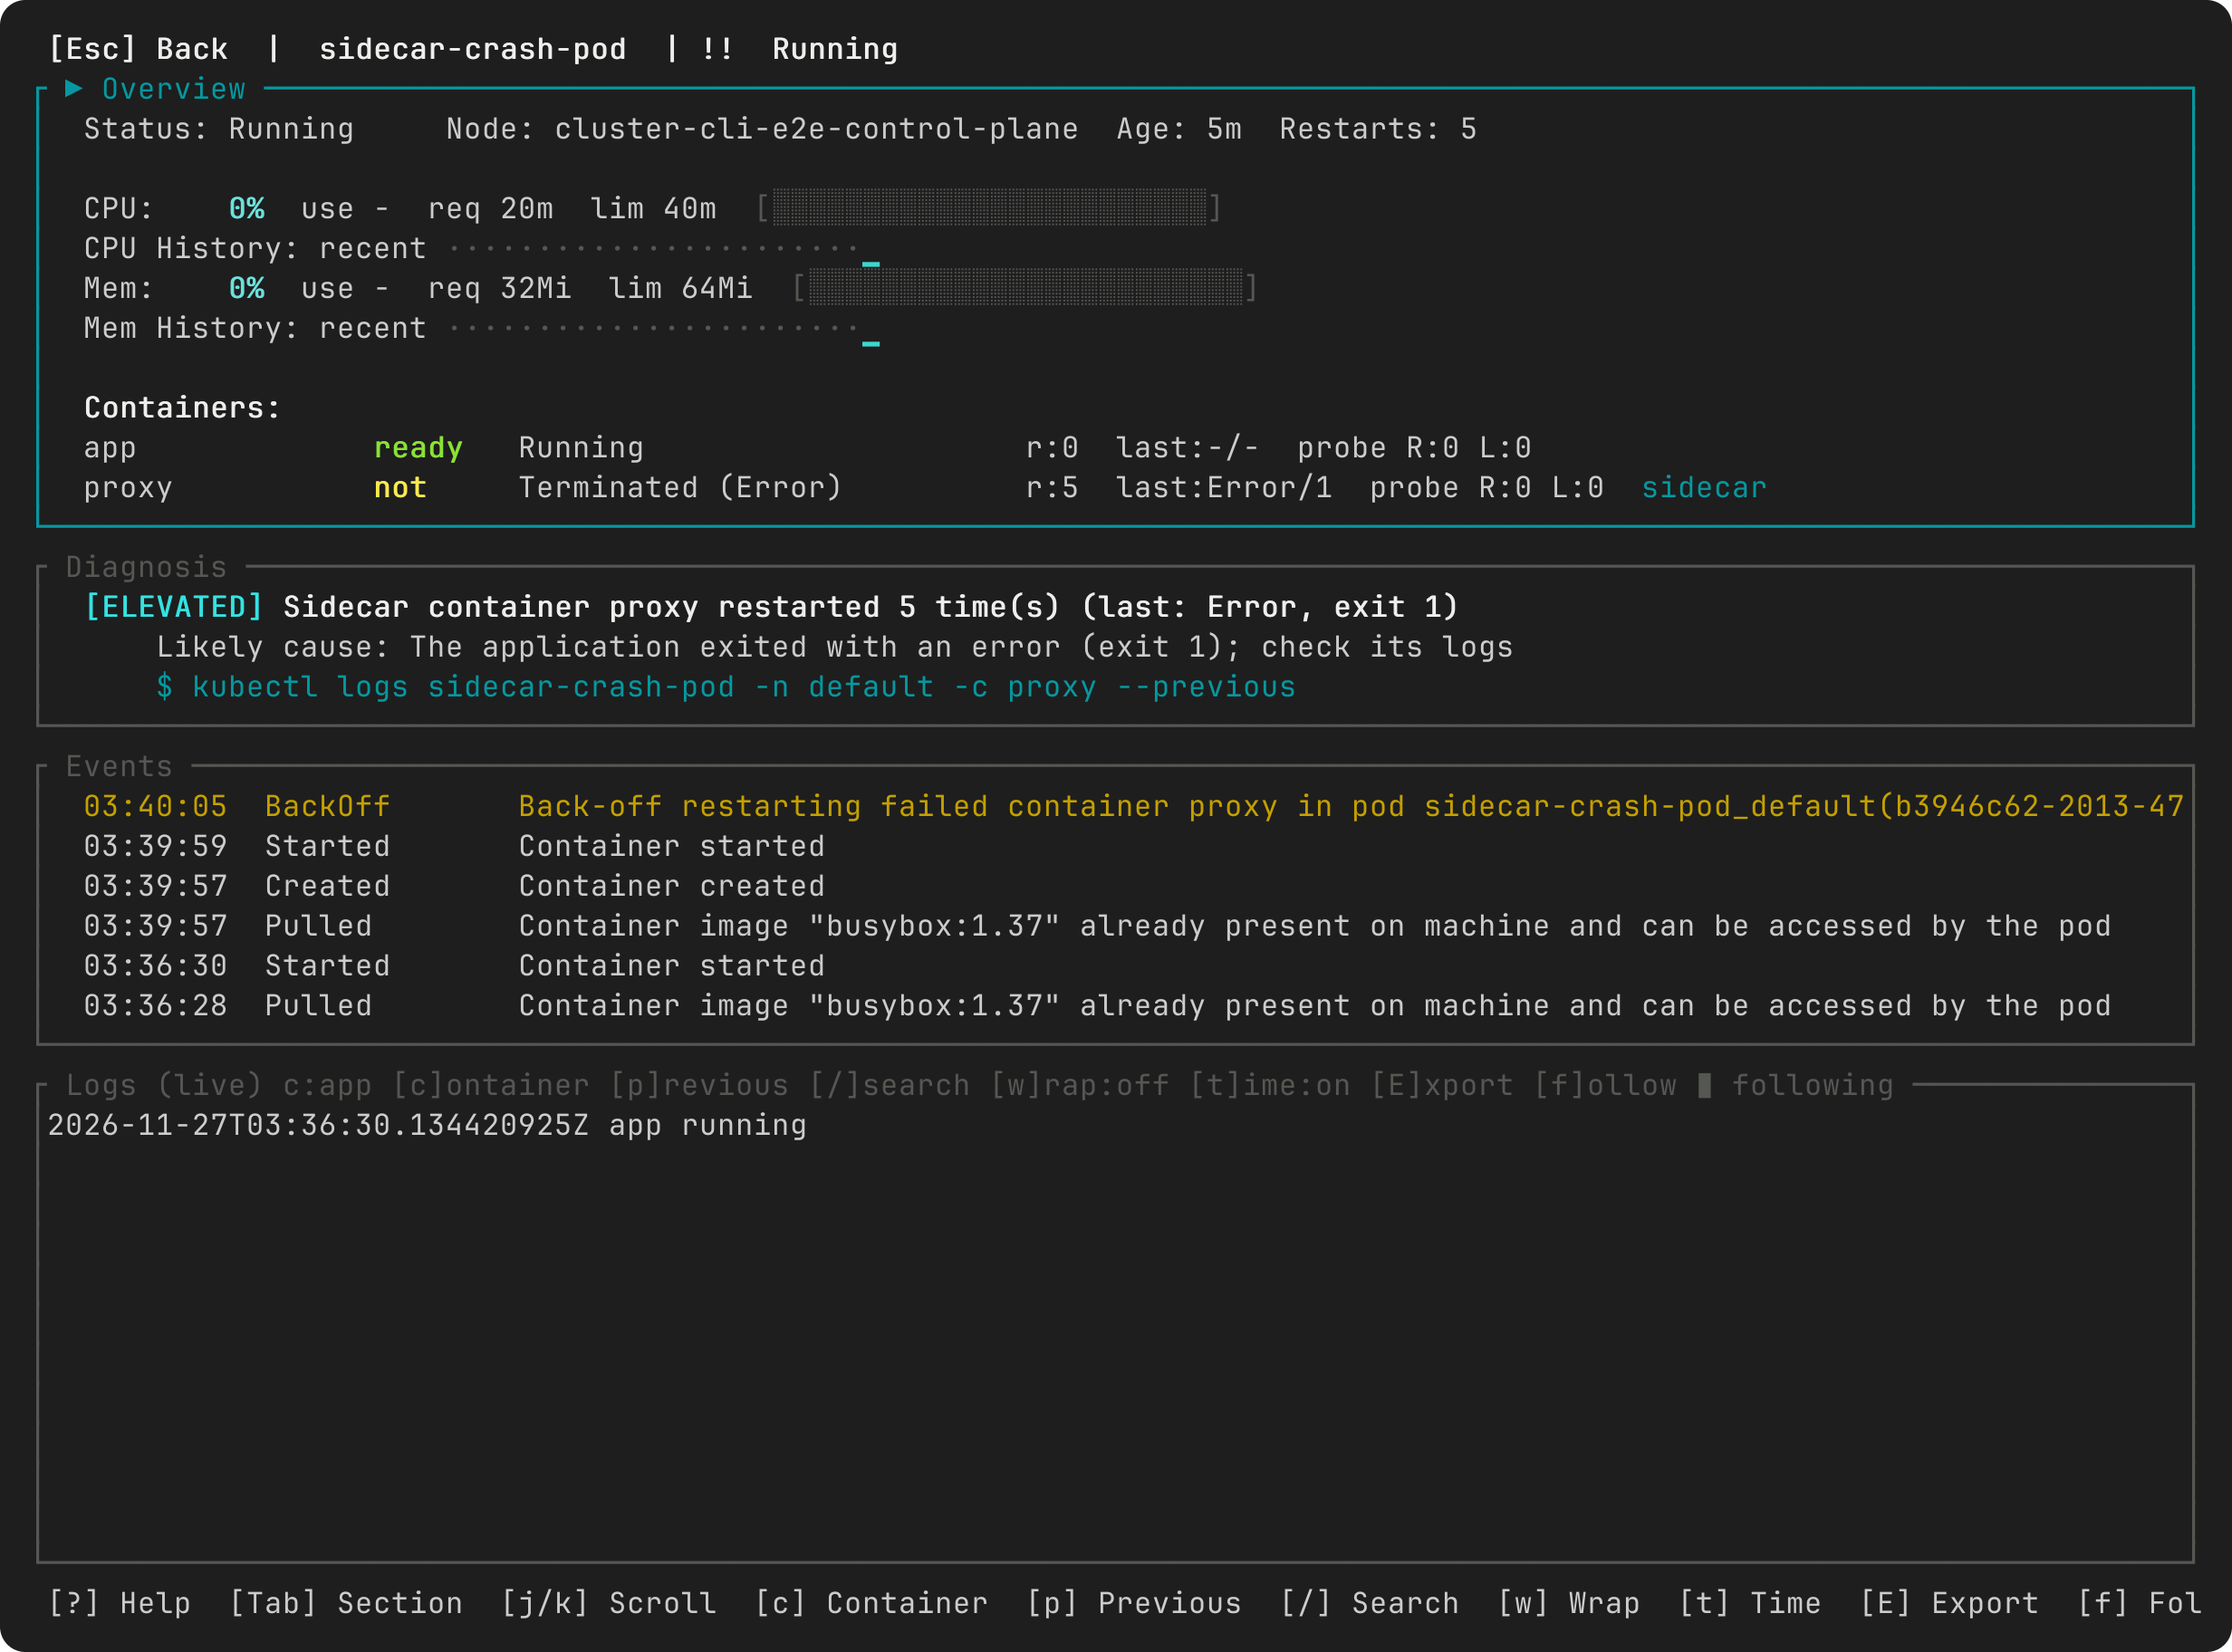 [Esc] Back  |  sidecar-crash-pod  | !!  Running
▶ Overview
Status: Running     Node: cluster-cli-e2e-control-plane  Age: 5m  Restarts: 5
CPU:    0%  use -  req 20m  lim 40m  [                        ]
CPU History: recent ·······················▁
Mem:    0%  use -  req 32Mi  lim 64Mi  [                        ]
Mem History: recent ·······················▁
Containers:
app             ready   Running                     r:0  last:-/-  probe R:0 L:0
proxy           not     Terminated (Error)          r:5  last:Error/1  probe R:0 L:0  sidecar
Diagnosis
[ELEVATED] Sidecar container proxy restarted 5 time(s) (last: Error, exit 1)
Likely cause: The application exited with an error (exit 1); check its logs
$ kubectl logs sidecar-crash-pod -n default -c proxy --previous
Events
03:40:05  BackOff       Back-off restarting failed container proxy in pod sidecar-crash-pod_default(b3946c62-2013-47
03:39:59  Started       Container started
03:39:57  Created       Container created
03:39:57  Pulled        Container image "busybox:1.37" already present on machine and can be accessed by the pod
03:36:30  Started       Container started
03:36:28  Pulled        Container image "busybox:1.37" already present on machine and can be accessed by the pod
Logs (live) c:app [c]ontainer [p]revious [/]search [w]rap:off [t]ime:on [E]xport [f]ollow ▮ following
2026-11-27T03:36:30.134420925Z app running
[?] Help  [Tab] Section  [j/k] Scroll  [c] Container  [p] Previous  [/] Search  [w] Wrap  [t] Time  [E] Export  [f] Fol